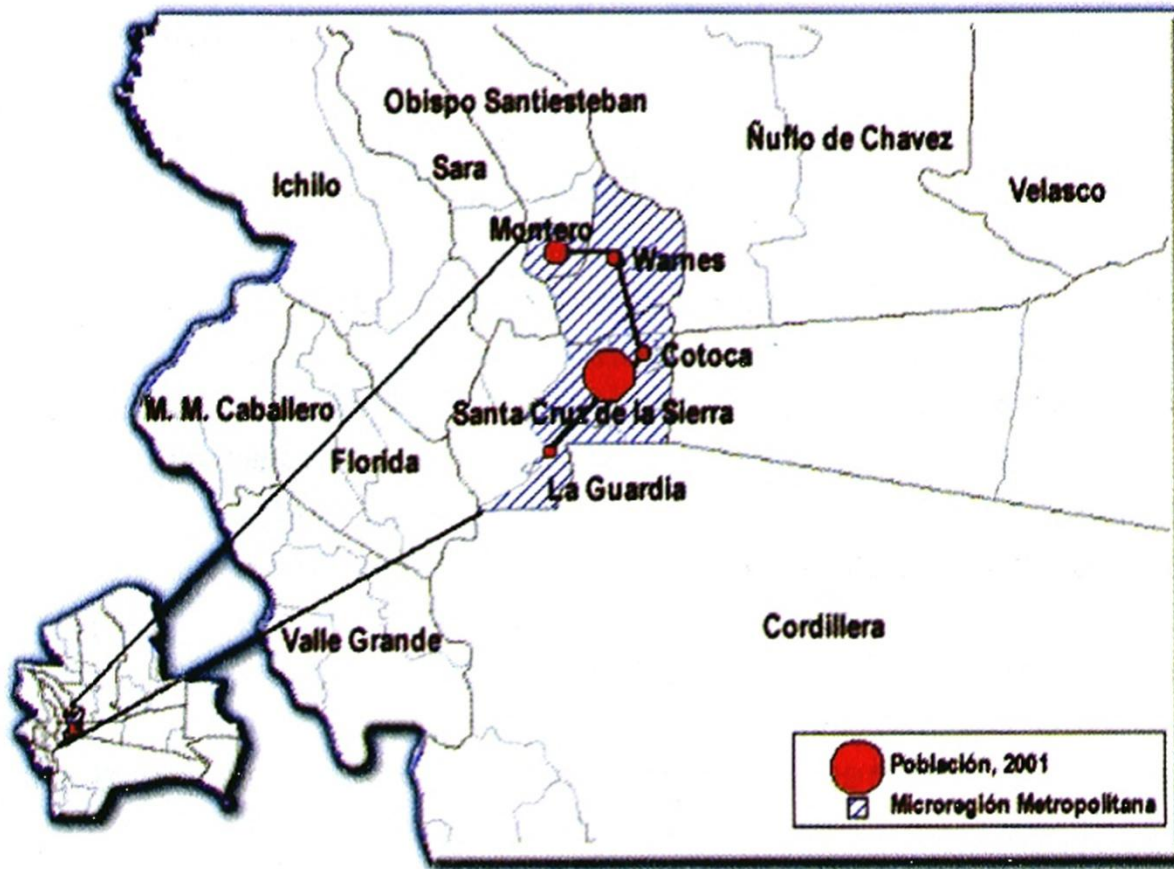 Obispo Santiesteban
Ñuflo de Chavez
Sara
Ichilo
Velasco
Montero
Warnes
Cotoca
M. M. Caballero
Santa Cruz de la Sierra
Florida
La Guardia
Valle Grande
Cordillera
Población, 2001
Microregión Metropolitana